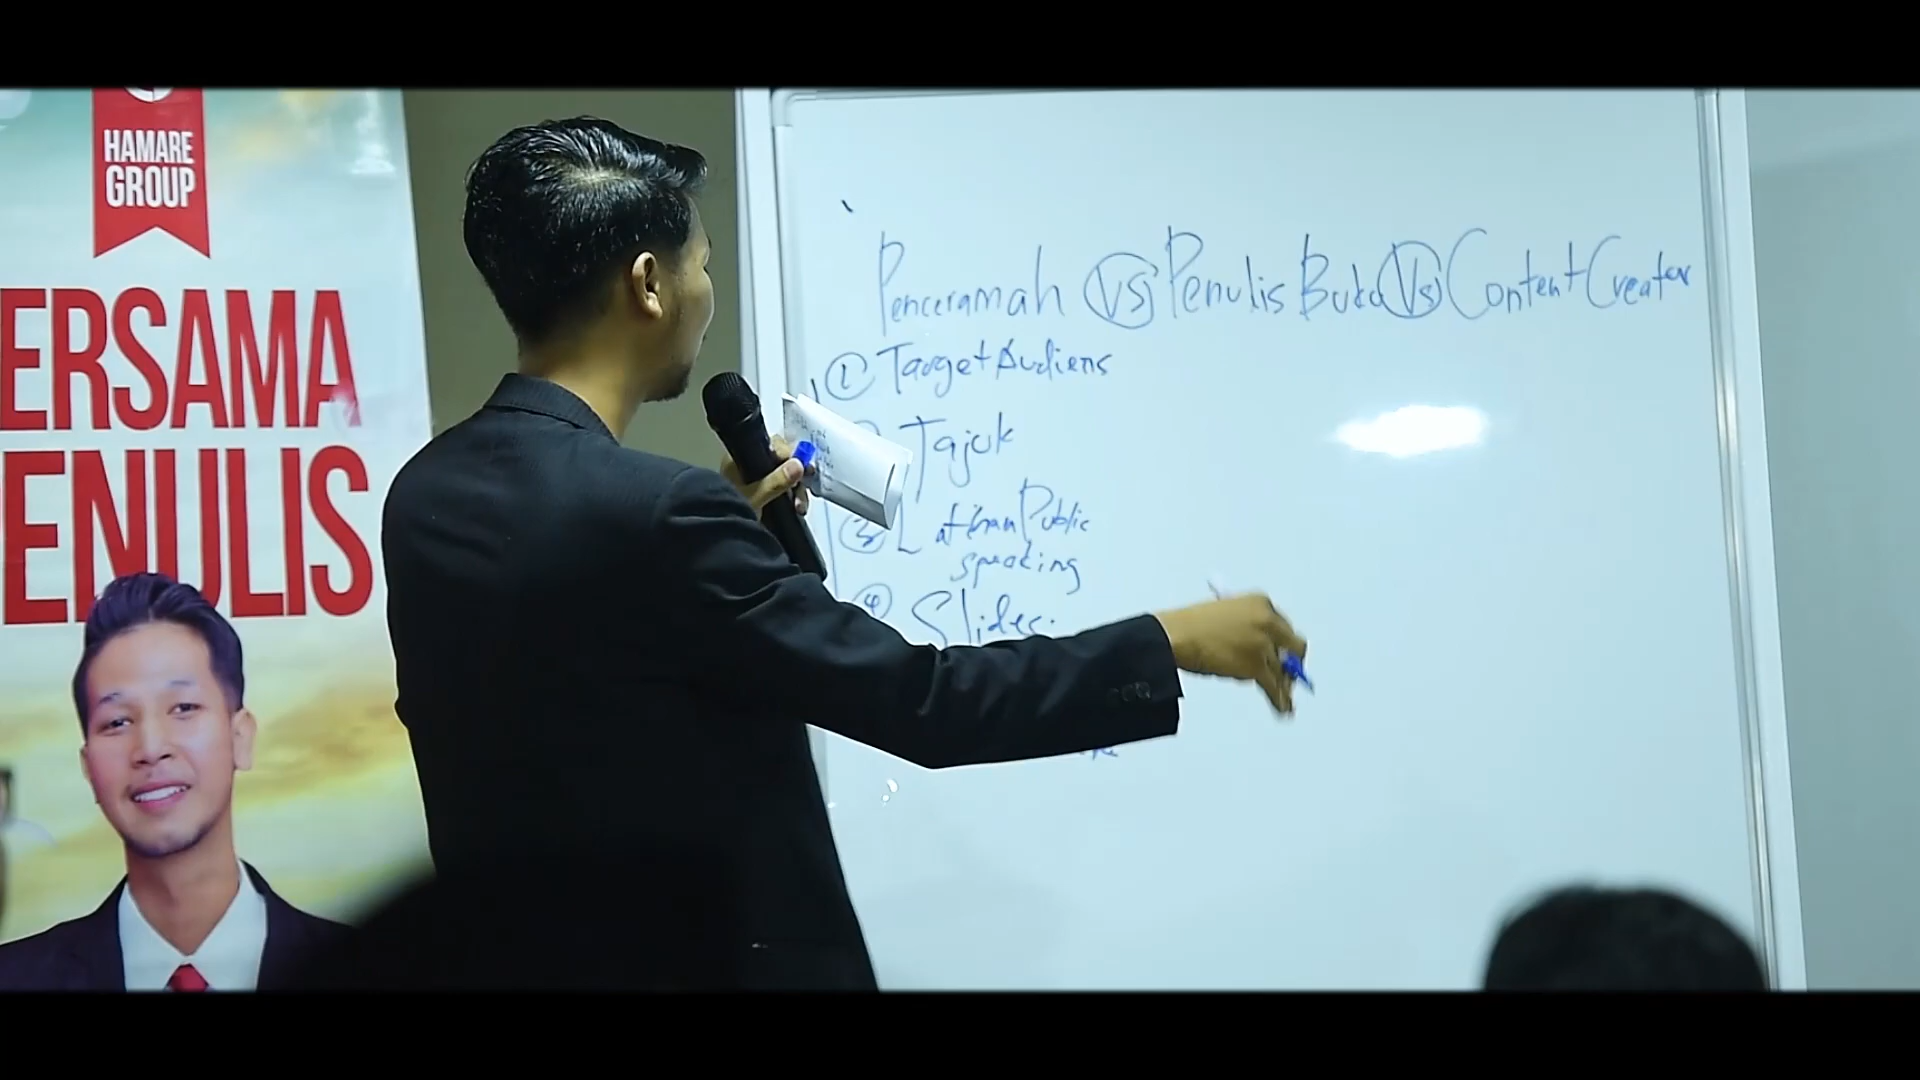 HAMARE
GROUP
ERSAMA
ENULIS
Penceramah VS Penulis Buku VS Content Creator
1 Target Audiens
Tajuk
3 Latihan Public
speaking
4 Slides.